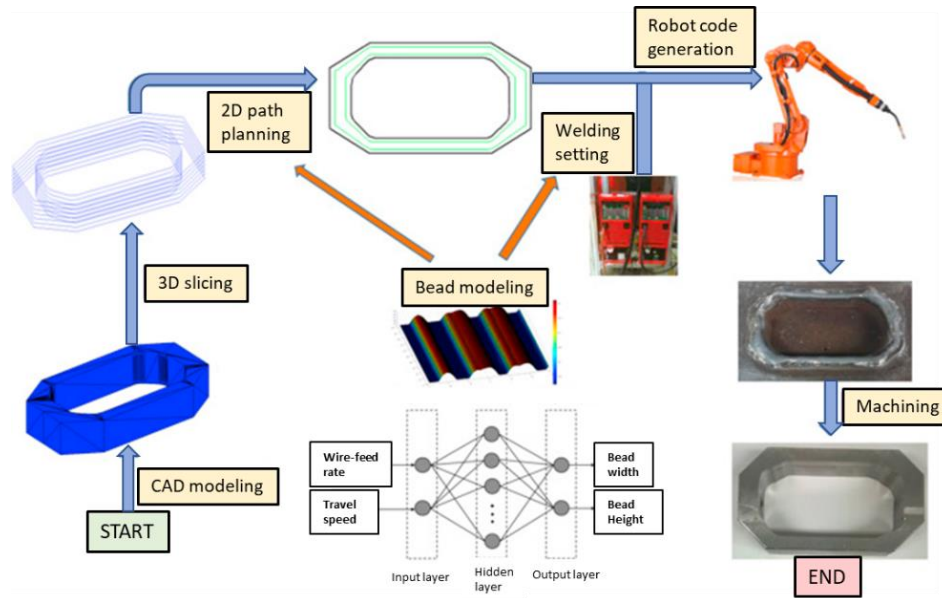 Robot code
generation
2D path
planning
Welding
setting
3D slicing
Bead modeling
Machining
CAD modeling
START
Wire-feed
rate
Travel
speed
Bead
width
Bead
Height
Input layer
Hidden
layer
Output layer
END